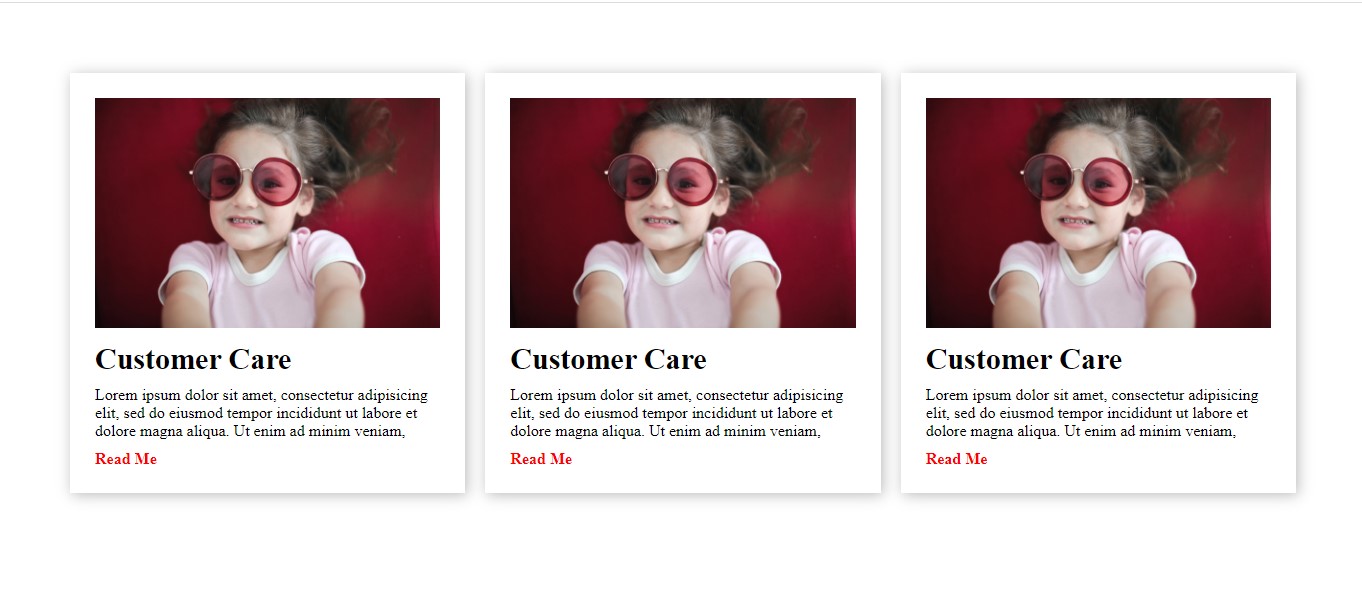 Customer Care
Lorem ipsum dolor sit amet, consectetur adipisicing
elit, sed do eiusmod tempor incididunt ut labore et
dolore magna aliqua. Ut enim ad minim veniam,
Read Me
Customer Care
Lorem ipsum dolor sit amet, consectetur adipisicing
elit, sed do eiusmod tempor incididunt ut labore et
dolore magna aliqua. Ut enim ad minim veniam,
Read Me
Customer Care
Lorem ipsum dolor sit amet, consectetur adipisicing
elit, sed do eiusmod tempor incididunt ut labore et
dolore magna aliqua. Ut enim ad minim veniam,
Read Me